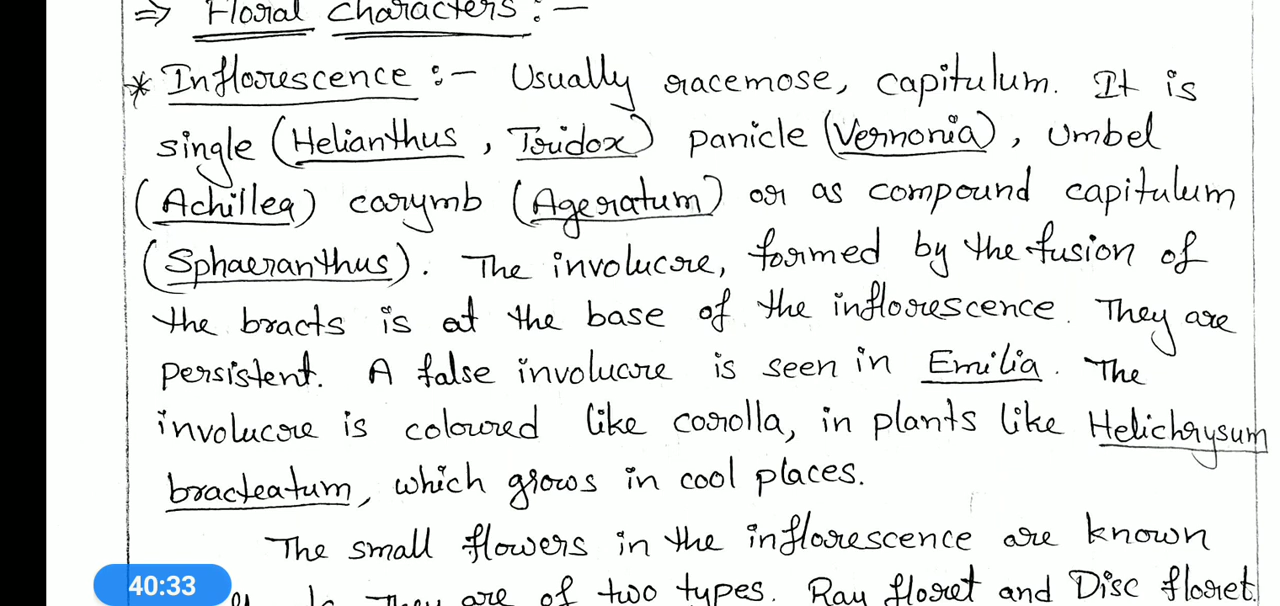 ⇒ Floral characters :-
* Inflorescence :- Usually racemose, capitulum. It is
single (Helianthus, Tridox) panicle (Vernonia), Umbel
(Achillea) carymb (Ageratum) or as compound capitulum
(Sphaeranthus). The involucre, formed by the fusion of
the bracts is at the base of the inflorescence. They are
persistent. A false involucre is seen in Emilia. The
involucre is coloured like corolla, in plants like Helichrysum
bracteatum, which grows in cool places.
The small flowers in the inflorescence are known
They are of two types. Ray floret and Disc floret.
40:33